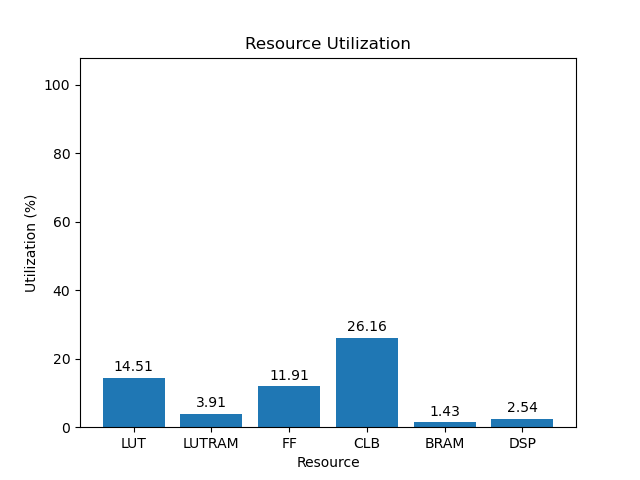 Resource Utilization
Utilization (%)
100
80
60
40
20
0
14.51
3.91
11.91
26.16
1.43
2.54
LUT
LUTRAM
FF
CLB
BRAM
DSP
Resource